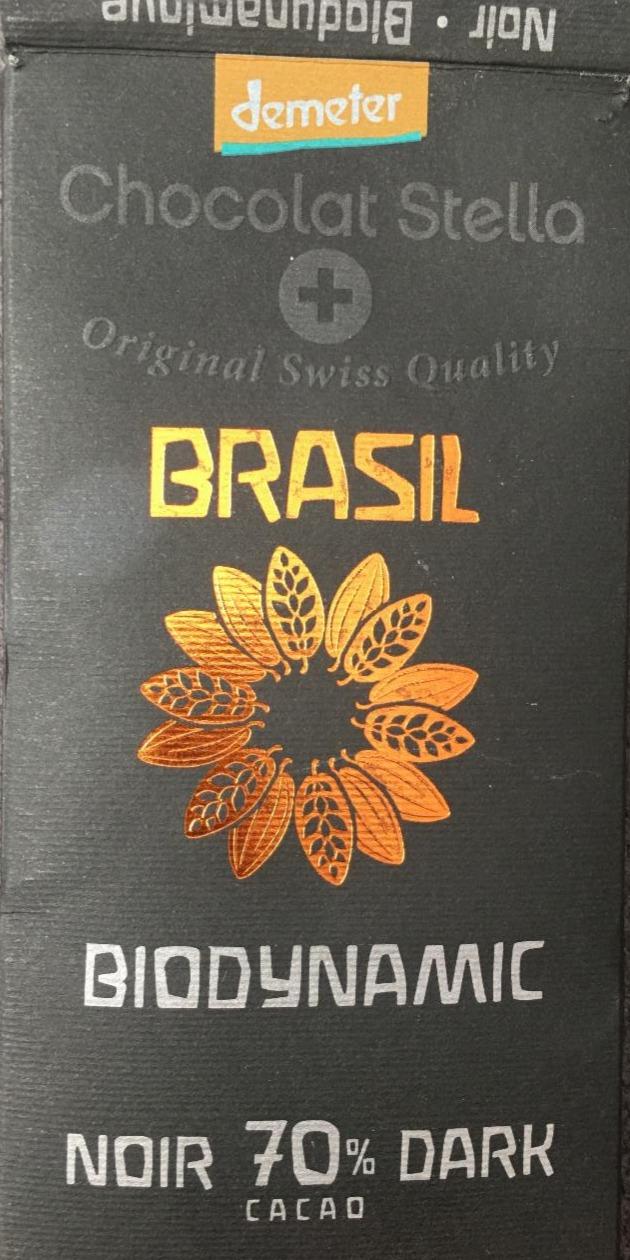 Noir • Biodynamique
demeter
Chocolat Stella
Original Swiss Quality
BRASIL
BIODYNAMIC
NOIR 70% DARK
CACAO